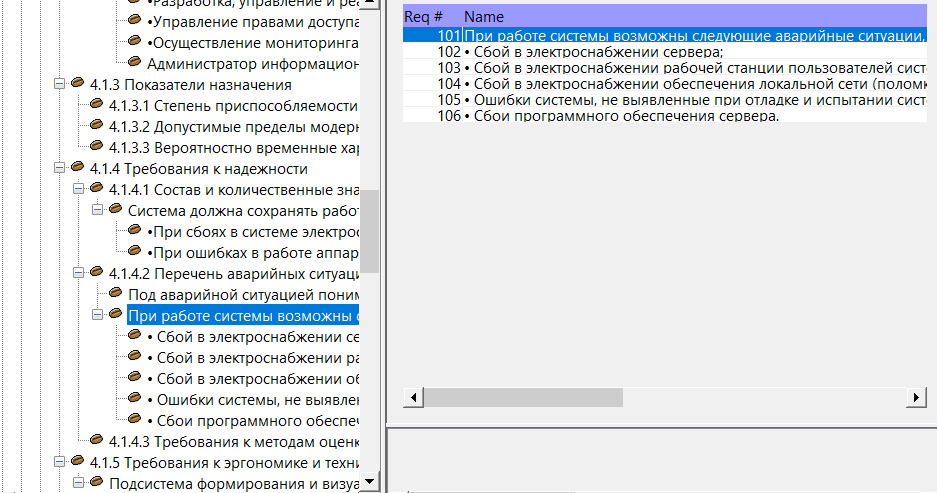 •Разработка, управление и реа
•Управление правами доступа
•Осуществление мониторинга
Администратор информацион
4.1.3 Показатели назначения
4.1.3.1 Степень приспособляемости
4.1.3.2 Допустимые пределы модерн
4.1.3.3 Вероятностно временные хар
4.1.4 Требования к надежности
4.1.4.1 Состав и количественные зна
Система должна сохранять работ
•При сбоях в системе электрос
•При ошибках в работе аппар
4.1.4.2 Перечень аварийных ситуаци
Под аварийной ситуацией поним
При работе системы возможны с
• Сбой в электроснабжении се
• Сбой в электроснабжении ра
• Сбой в электроснабжении об
• Ошибки системы, не выявлен
• Сбои программного обеспеч
4.1.4.3 Требования к методам оценк
4.1.5 Требования к эргономике и техни
Подсистема формирования и визуа
Req # Name
101 При работе системы возможны следующие аварийные ситуации,
102 • Сбой в электроснабжении сервера;
103 • Сбой в электроснабжении рабочей станции пользователей сист
104 • Сбой в электроснабжении обеспечения локальной сети (поломк
105 • Ошибки системы, не выявленные при отладке и испытании сист
106 • Сбои программного обеспечения сервера.